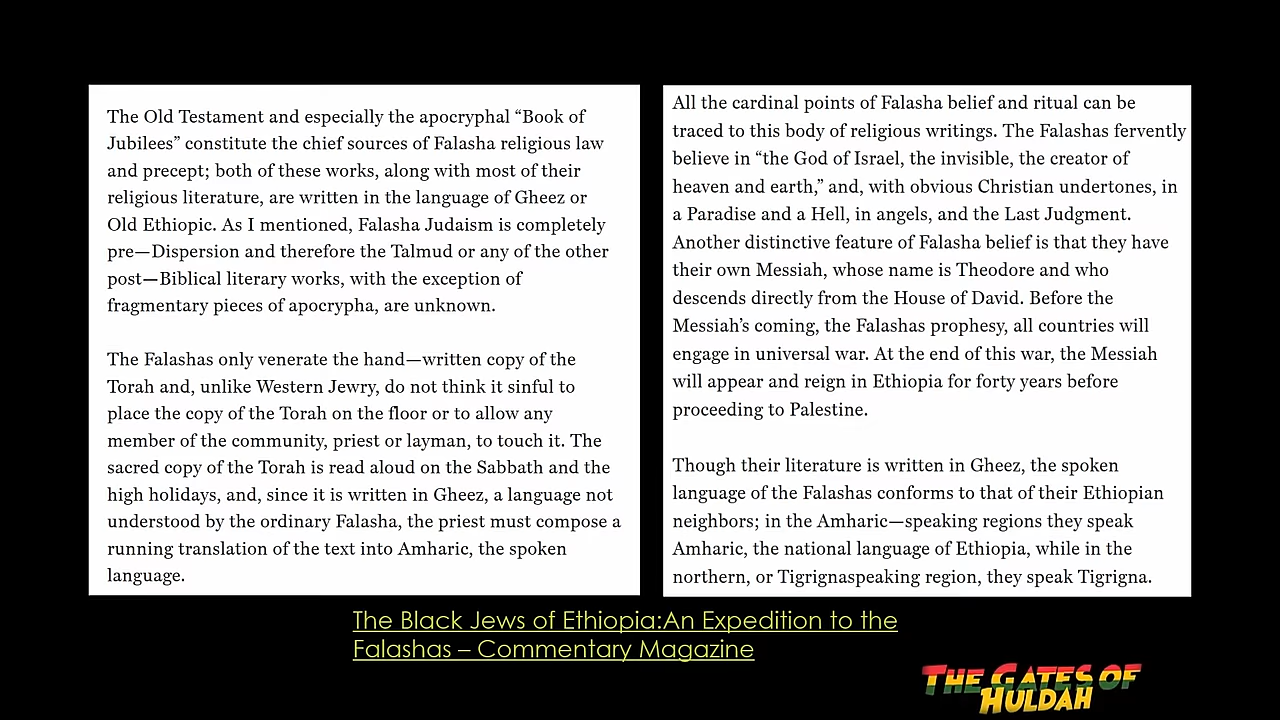 The Old Testament and especially the apocryphal “Book of
Jubilees” constitute the chief sources of Falasha religious law
and precept; both of these works, along with most of their
religious literature, are written in the language of Gheez or
Old Ethiopic. As I mentioned, Falasha Judaism is completely
pre—Dispersion and therefore the Talmud or any of the other
post—Biblical literary works, with the exception of
fragmentary pieces of apocrypha, are unknown.
The Falashas only venerate the hand—written copy of the
Torah and, unlike Western Jewry, do not think it sinful to
place the copy of the Torah on the floor or to allow any
member of the community, priest or layman, to touch it. The
sacred copy of the Torah is read aloud on the Sabbath and the
high holidays, and, since it is written in Gheez, a language not
understood by the ordinary Falasha, the priest must compose a
running translation of the text into Amharic, the spoken
language.
All the cardinal points of Falasha belief and ritual can be
traced to this body of religious writings. The Falashas fervently
believe in “the God of Israel, the invisible, the creator of
heaven and earth,” and, with obvious Christian undertones, in
a Paradise and a Hell, in angels, and the Last Judgment.
Another distinctive feature of Falasha belief is that they have
their own Messiah, whose name is Theodore and who
descends directly from the House of David. Before the
Messiah’s coming, the Falashas prophesy, all countries will
engage in universal war. At the end of this war, the Messiah
will appear and reign in Ethiopia for forty years before
proceeding to Palestine.
Though their literature is written in Gheez, the spoken
language of the Falashas conforms to that of their Ethiopian
neighbors; in the Amharic—speaking regions they speak
Amharic, the national language of Ethiopia, while in the
northern, or Tigrignaspeaking region, they speak Tigrigna.
The Black Jews of Ethiopia:An Expedition to the
Falashas – Commentary Magazine
THE GATES OF
HULDAH